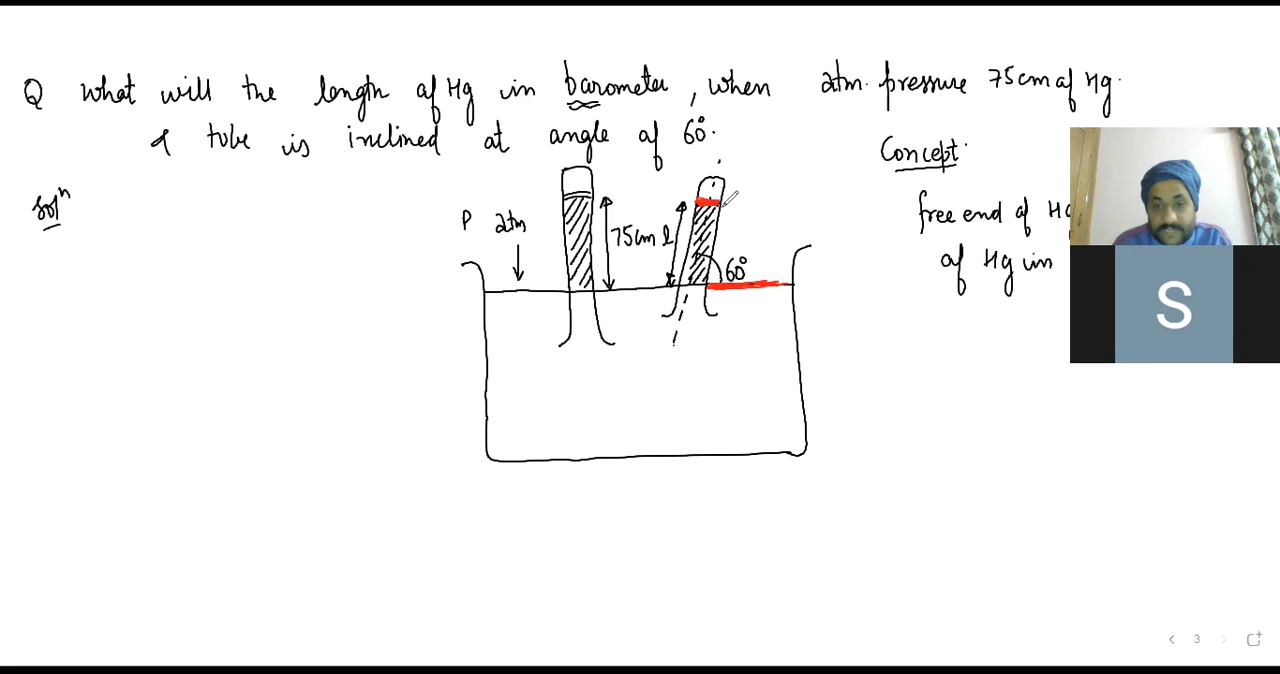 Q what will the length of Hg in barometer, when atm. pressure 75cm of Hg.
& tube is inclined at angle of 60°.
Concept.
Solⁿ
free end of
of Hg in
P atm
75cm l
60°
S
3